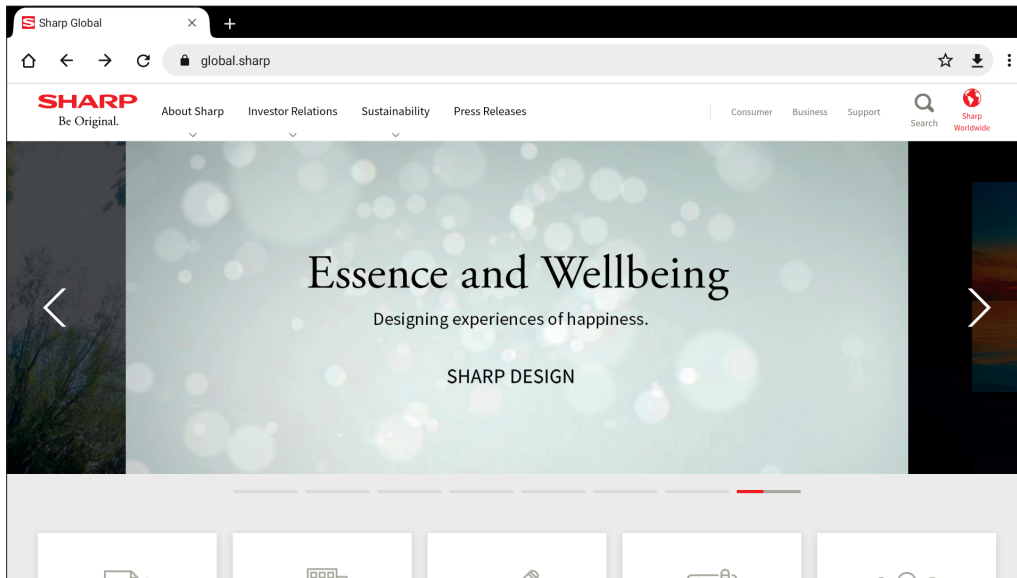 Sharp Global
global.sharp
SHARP
Be Original.
About Sharp
Investor Relations
Sustainability
Press Releases
Consumer
Business
Support
Search
Sharp
Worldwide
Essence and Wellbeing
Designing experiences of happiness.
SHARP DESIGN